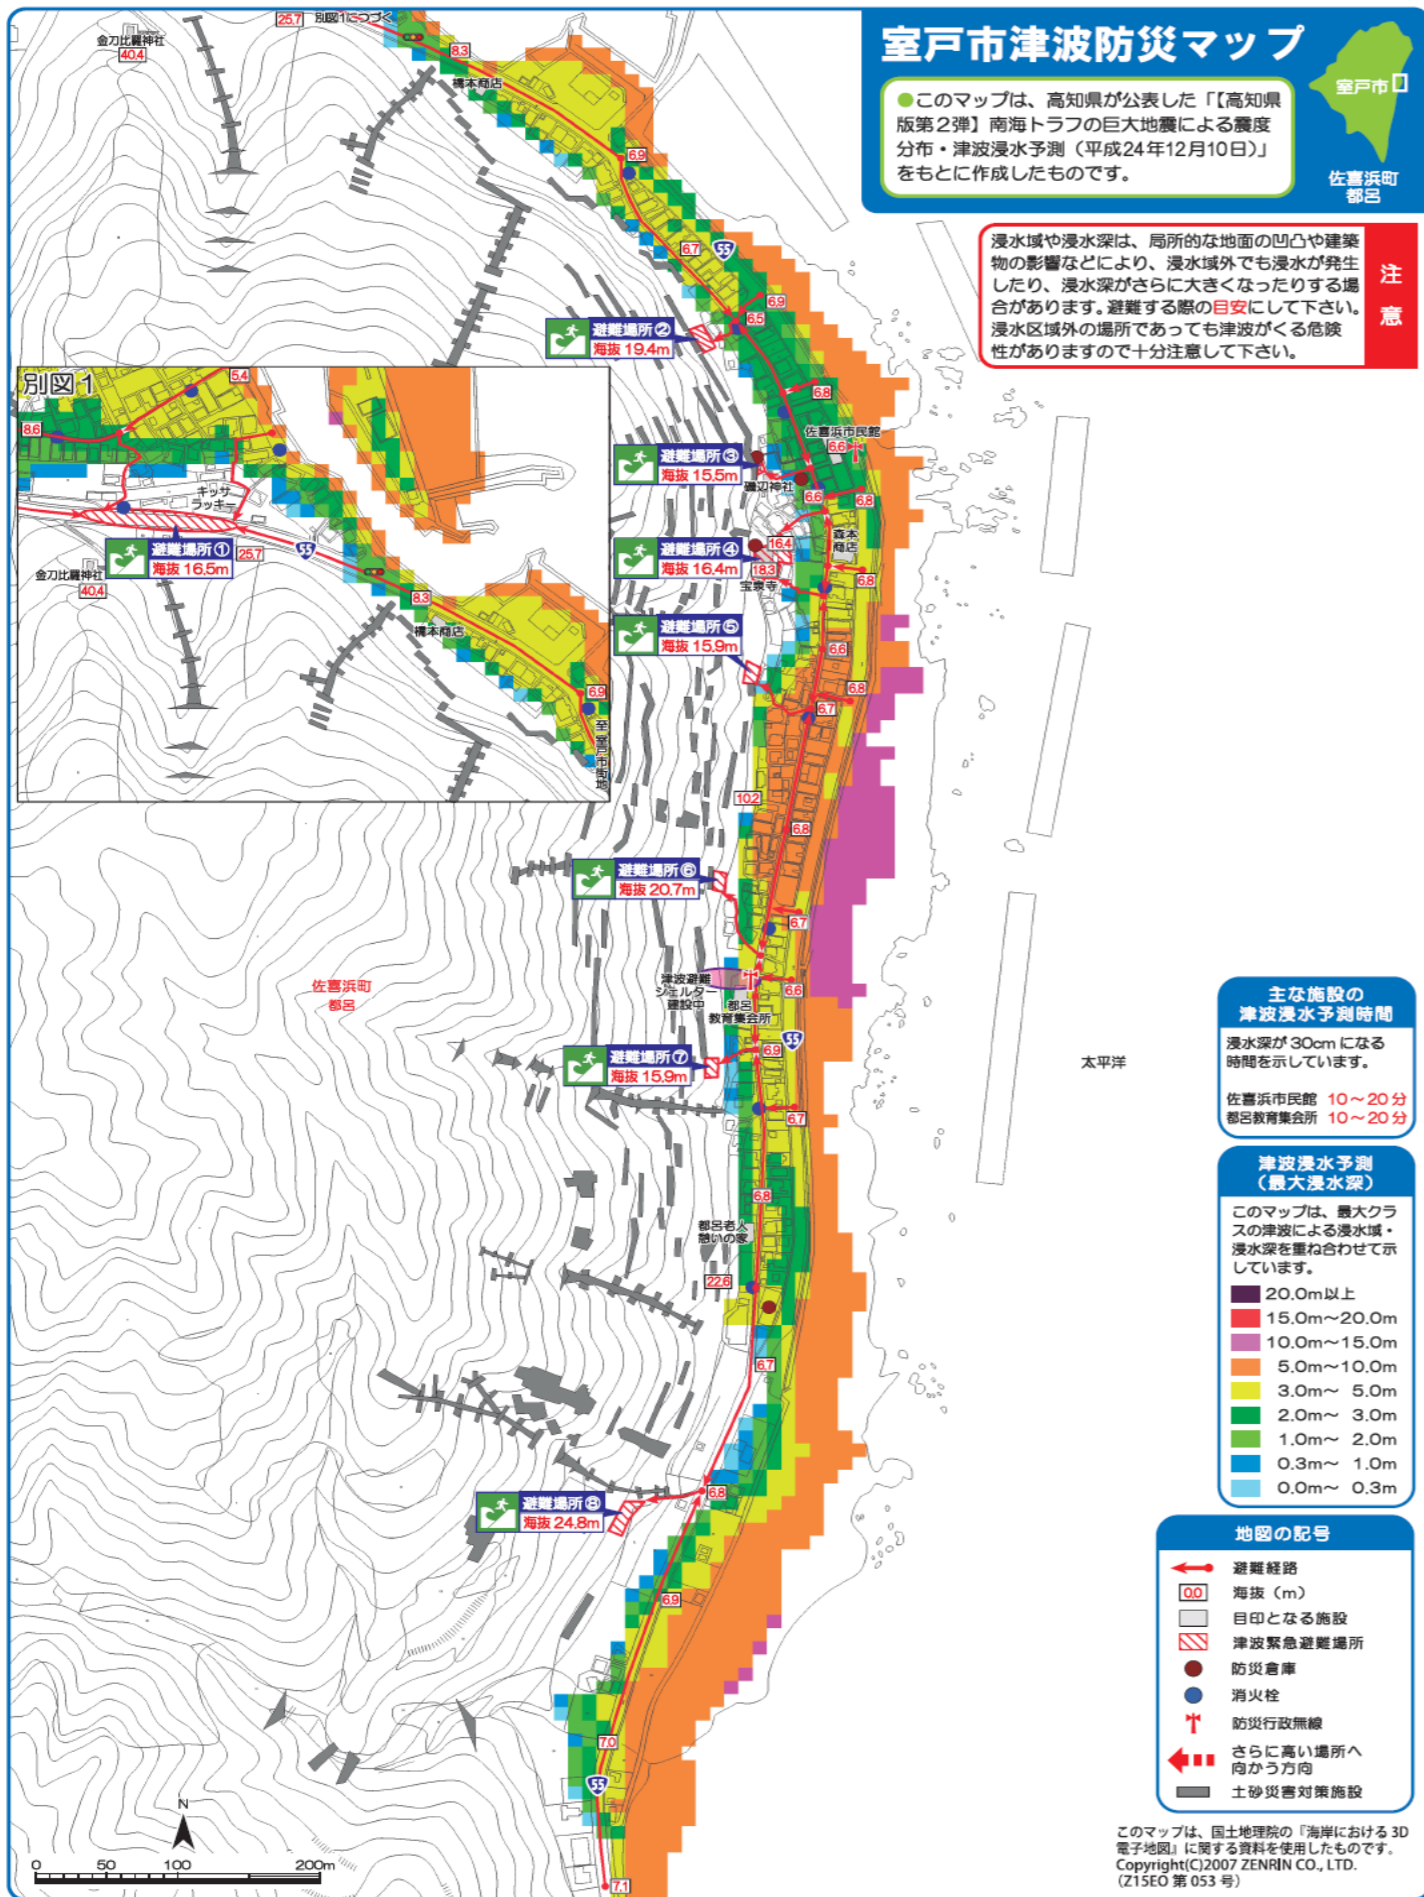 室戸市津波防災マップ
●このマップは、高知県が公表した「【高知県
版第2弾】南海トラフの巨大地震による震度
分布・津波浸水予測（平成24年12月10日）」
をもとに作成したものです。
室戸市
佐喜浜町
都呂
浸水域や浸水深は、局所的な地面の凹凸や建築
物の影響などにより、浸水域外でも浸水が発生
したり、浸水深がさらに大きくなったりする場
合があります。避難する際の目安にして下さい。
浸水区域外の場所であっても津波がくる危険
性がありますので十分注意して下さい。
注意
25.7
別図1につづく
金刀比羅神社
40.4
8.3
橋本商店
6.9
6.7
55
6.9
6.5
避難場所②
海抜 19.4m
6.8
佐喜浜市民館
6.6
避難場所③
海抜 15.5m
磯辺神社
6.6
6.8
森本
商店
16.4
避難場所④
海抜 16.4m
18.3
宝泉寺
6.8
避難場所⑤
海抜 15.9m
6.6
6.8
6.7
10.2
6.8
避難場所⑥
海抜 20.7m
6.7
津波避難
シェルター
建設中
都呂
教育集会所
6.6
55
6.9
避難場所⑦
海抜 15.9m
6.7
6.8
都呂老人
憩いの家
22.6
6.7
6.8
避難場所⑧
海抜 24.8m
6.9
7.0
55
7.1
佐喜浜町
都呂
太平洋
別図1
5.4
8.6
キッサ
ラッキー
避難場所①
海抜 16.5m
25.7
55
金刀比羅神社
40.4
8.3
橋本商店
6.9
至室戸市街地
主な施設の
津波浸水予測時間
浸水深が 30cm になる
時間を示しています。
佐喜浜市民館 10～20分
都呂教育集会所 10～20分
津波浸水予測
（最大浸水深）
このマップは、最大クラ
スの津波による浸水域・
浸水深を重ね合わせて示
しています。
20.0m以上
15.0m～20.0m
10.0m～15.0m
5.0m～10.0m
3.0m～ 5.0m
2.0m～ 3.0m
1.0m～ 2.0m
0.3m～ 1.0m
0.0m～ 0.3m
地図の記号
避難経路
0.0 海抜（m）
目印となる施設
津波緊急避難場所
防災倉庫
消火栓
防災行政無線
さらに高い場所へ
向かう方向
土砂災害対策施設
N
0 50 100 200m
このマップは、国土地理院の『海岸における 3D
電子地図』に関する資料を使用したものです。
Copyright(C)2007 ZENRIN CO., LTD.
（Z15EO 第 053 号）